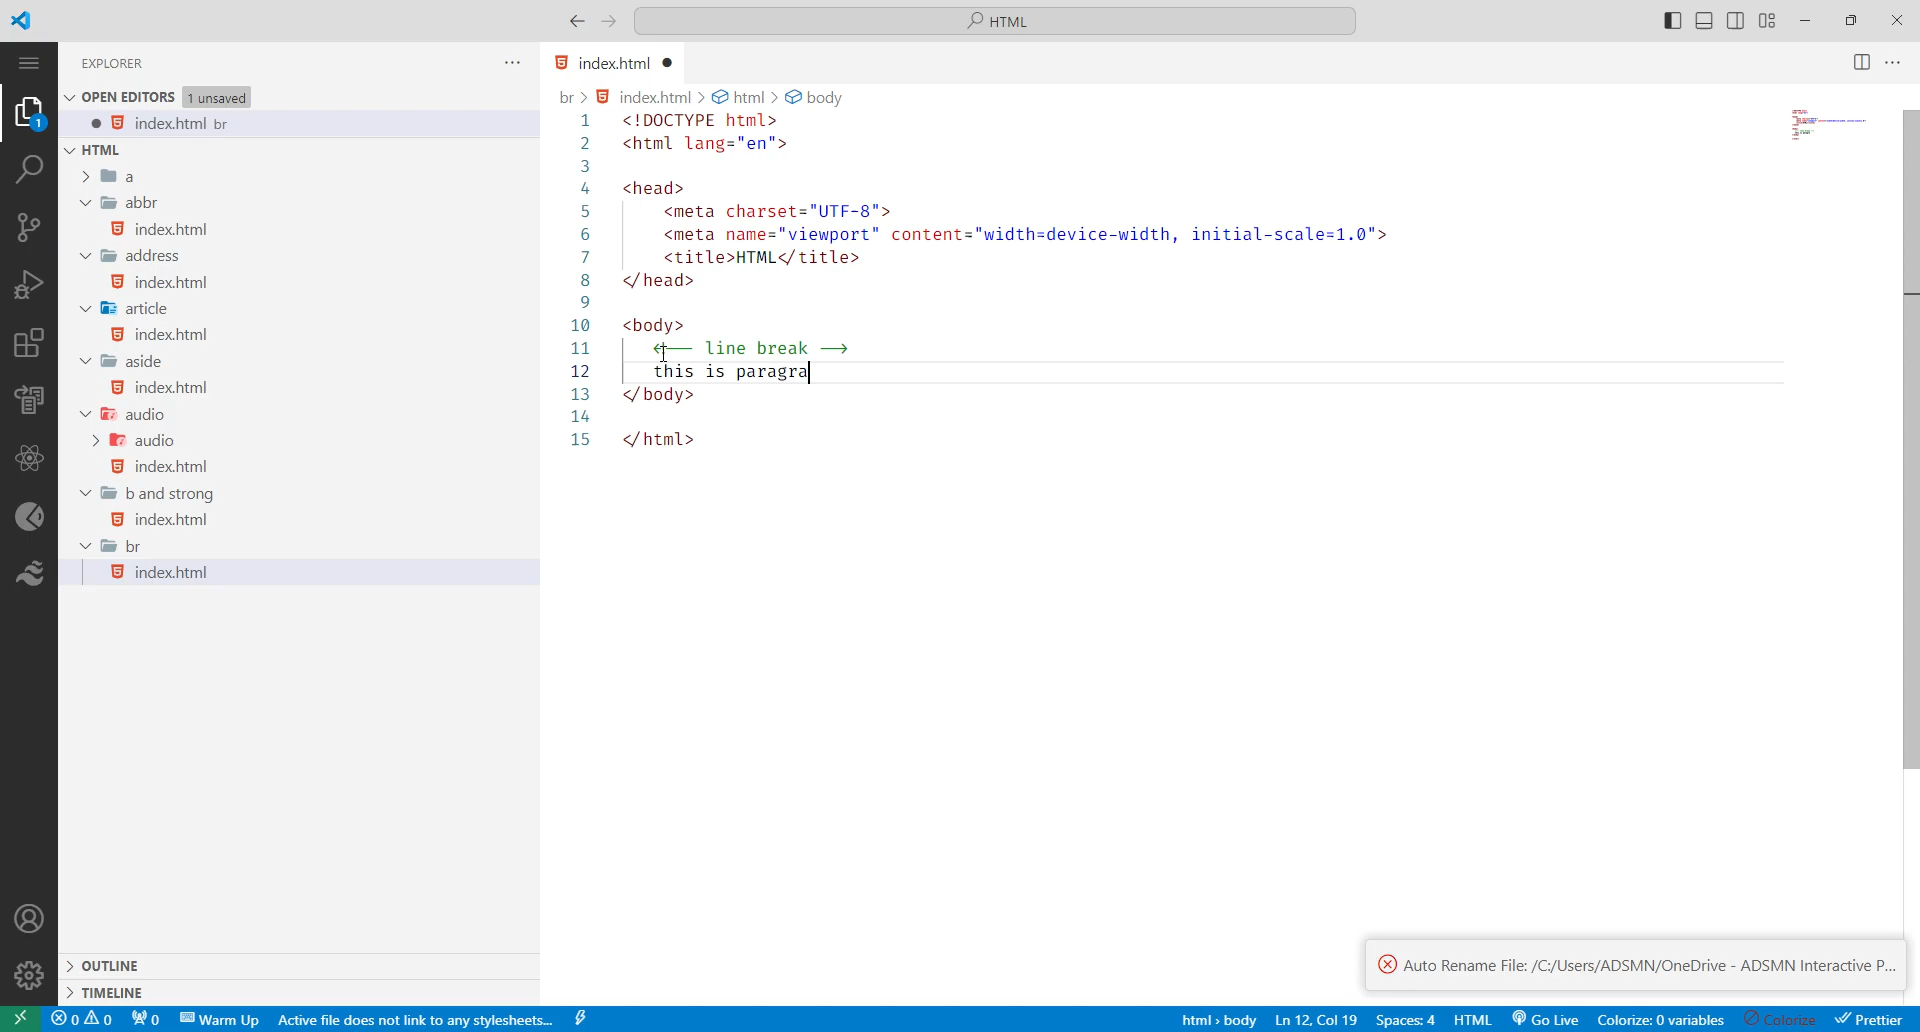 HTML
EXPLORER
OPEN EDITORS 1 unsaved
index.html br
HTML
a
abbr
index.html
address
index.html
article
index.html
aside
index.html
audio
audio
index.html
b and strong
index.html
br
index.html
OUTLINE
TIMELINE
index.html
br > index.html > html > body
1 <!DOCTYPE html>
2 <html lang="en">
3
4 <head>
5 <meta charset="UTF-8">
6 <meta name="viewport" content="width=device-width, initial-scale=1.0">
7 <title>HTML</title>
8 </head>
9
10 <body>
11 <!-- line break -->
12 this is paragra
13 </body>
14
15 </html>
Auto Rename File: /C:/Users/ADSMN/OneDrive - ADSMN Interactive P...
0 0 0 Warm Up Active file does not link to any stylesheets... html › body Ln 12, Col 19 Spaces: 4 HTML Go Live Colorize: 0 variables Colorize Prettier